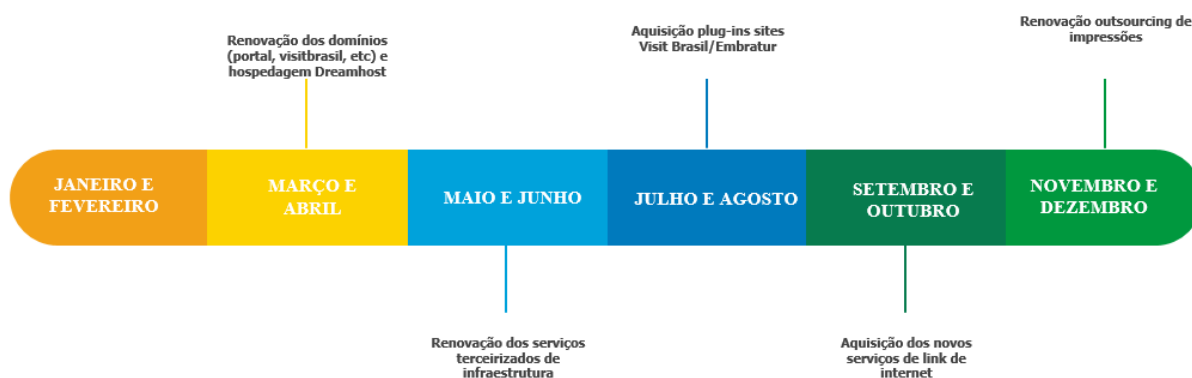 Renovação dos domínios
(portal, visitbrasil, etc) e
hospedagem Dreamhost
Aquisição plug-ins sites
Visit Brasil/Embratur
Renovação outsourcing de
impressões
JANEIRO E
FEVEREIRO
MARÇO E
ABRIL
MAIO E JUNHO
JULHO E AGOSTO
SETEMBRO E
OUTUBRO
NOVEMBRO E
DEZEMBRO
Renovação dos serviços
terceirizados de
infraestrutura
Aquisição dos novos
serviços de link de
internet